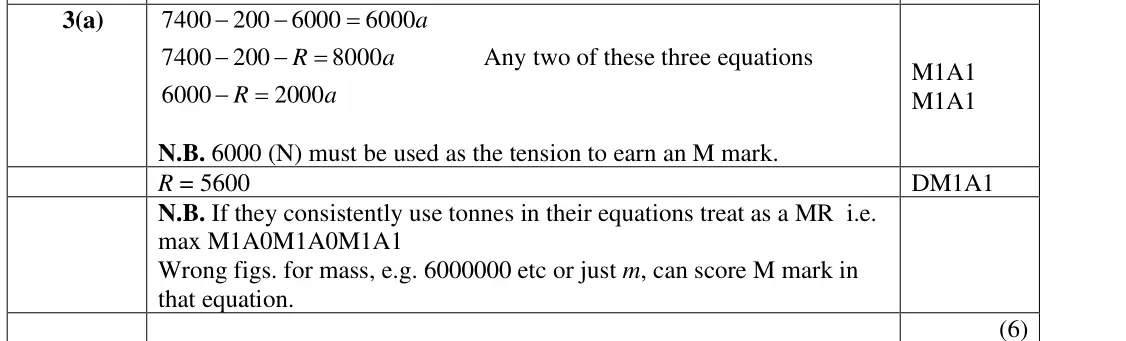 3(a) 7400 − 200 − 6000 = 6000a
7400 − 200 − R = 8000a Any two of these three equations
M1A1
6000 − R = 2000a
M1A1
N.B. 6000 (N) must be used as the tension to earn an M mark.
R = 5600 DM1A1
N.B. If they consistently use tonnes in their equations treat as a MR i.e.
max M1A0M1A0M1A1
Wrong figs. for mass, e.g. 6000000 etc or just m, can score M mark in
that equation.
(6)